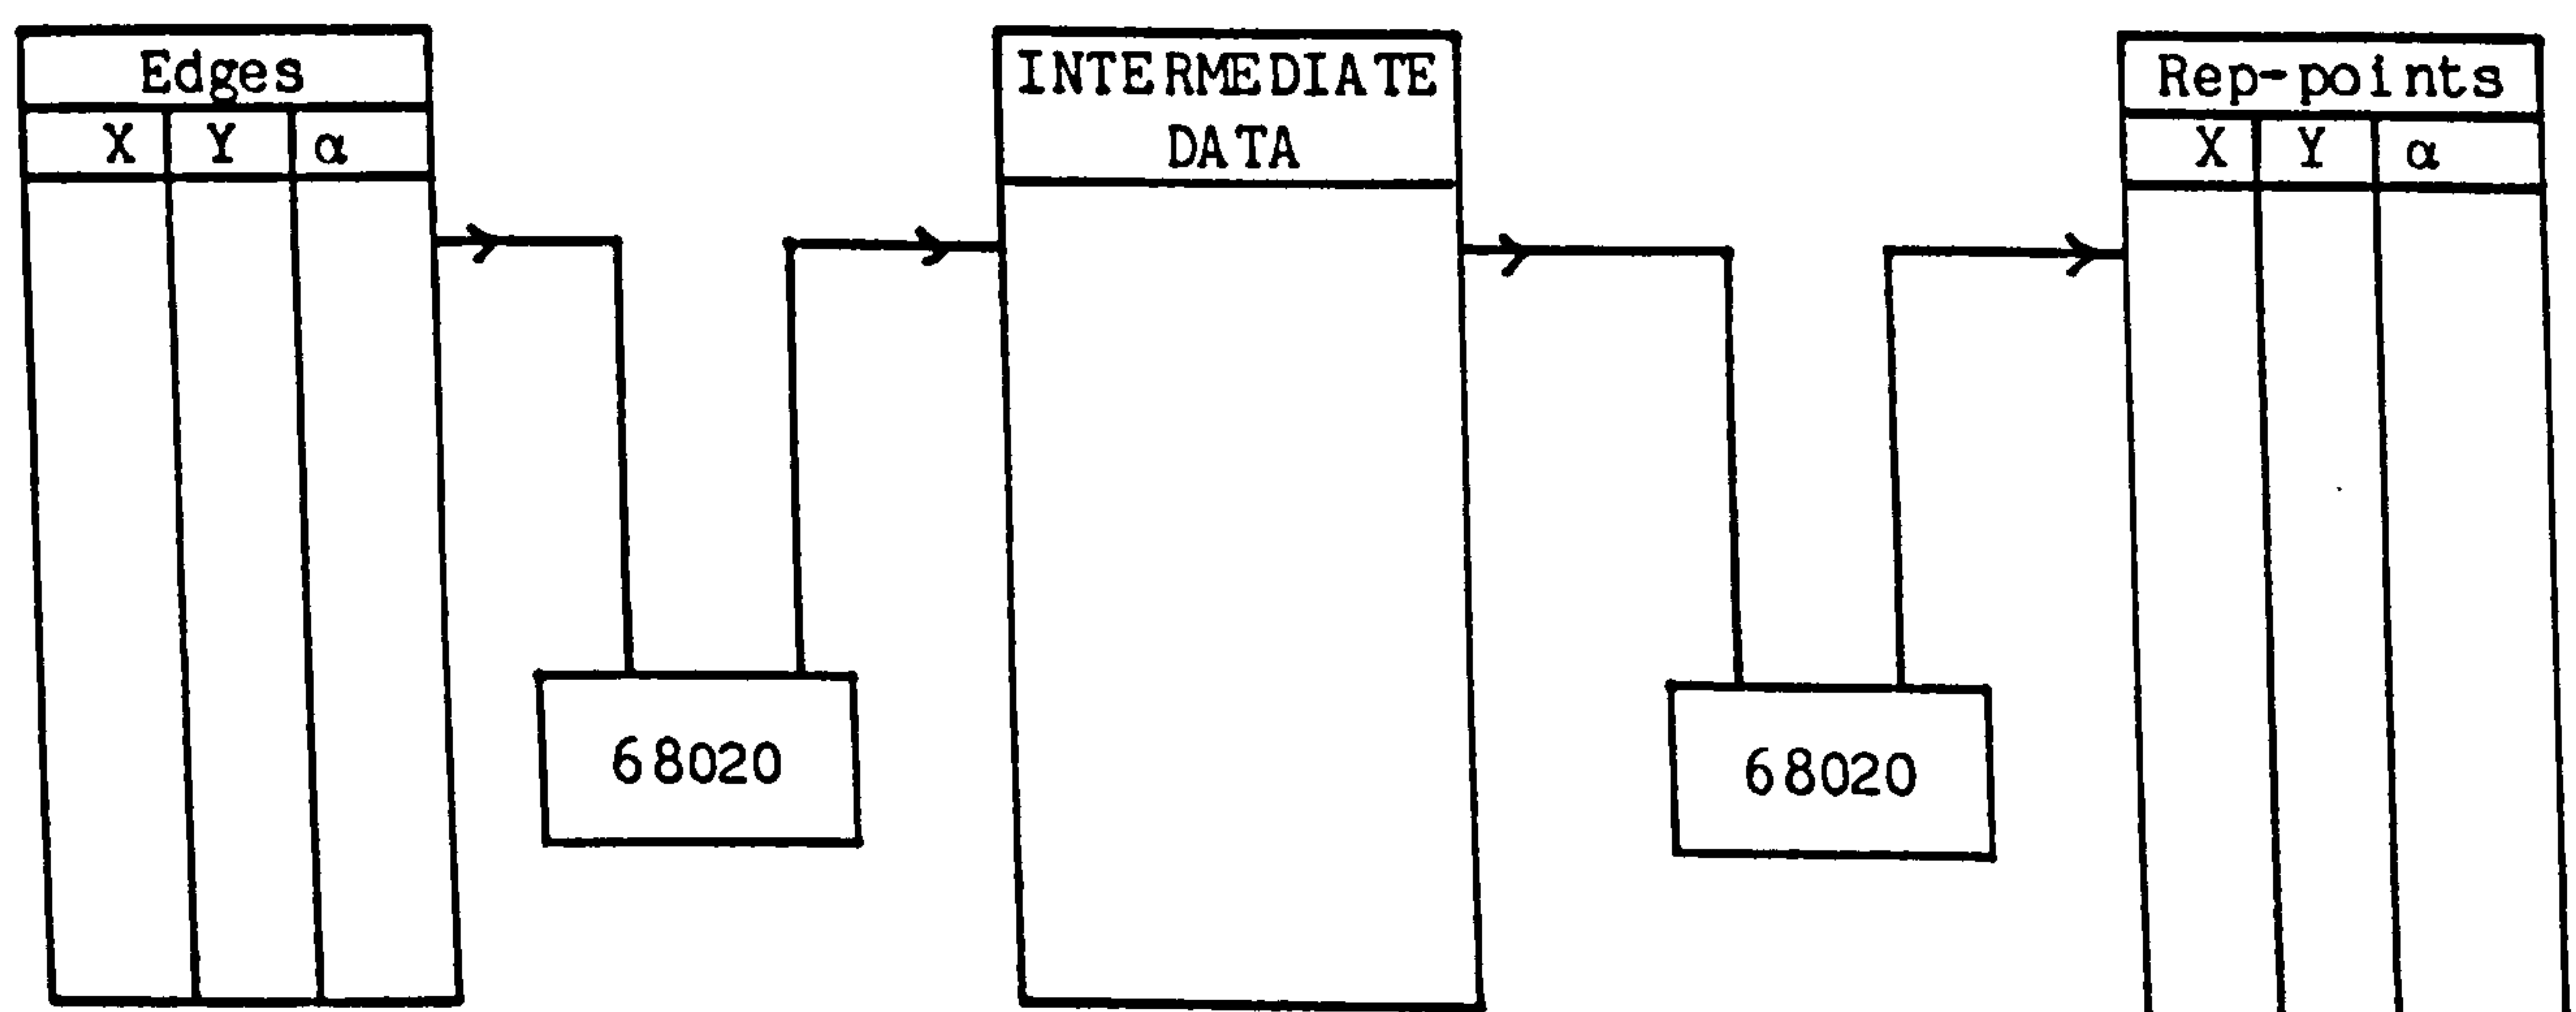 Edges
X Y α
68020
INTERMEDIATE
DATA
68020
Rep-points
X Y α